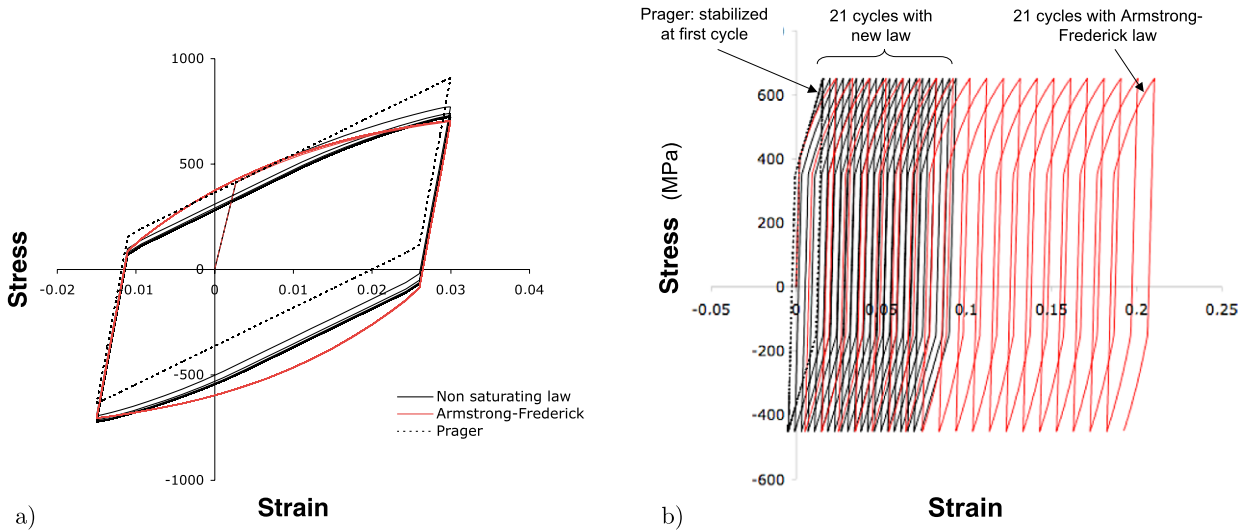 1000
500
0
-500
-1000
-0.02
-0.01
0
0.01
0.02
0.03
0.04
Stress
Strain
Non saturating law
Armstrong-Frederick
Prager
a)
Prager: stabilized
at first cycle
21 cycles with
new law
21 cycles with Armstrong-
Frederick law
600
400
200
0
-200
-400
-600
-0.05
0
0.05
0.1
0.15
0.2
0.25
Stress (MPa)
Strain
b)